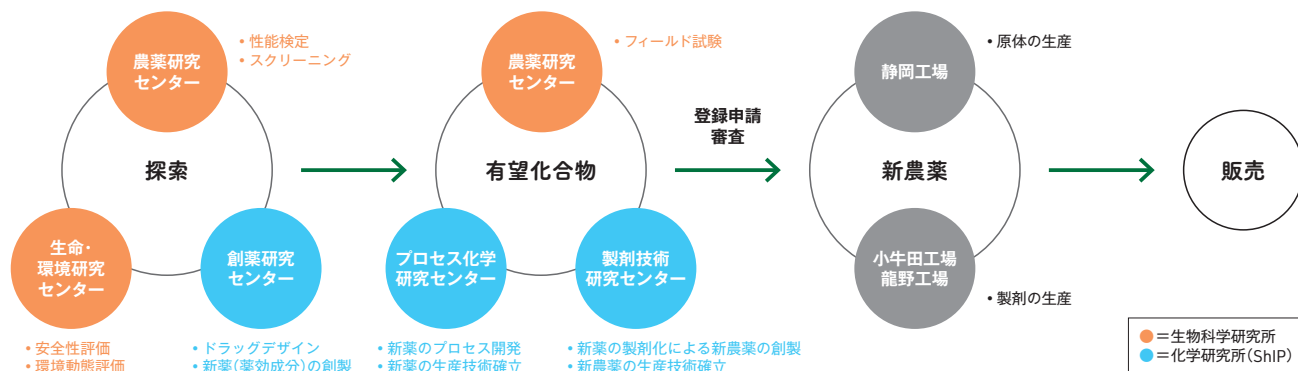 農薬研究
センター
• 性能検定
• スクリーニング
探索
生命・
環境研究
センター
• 安全性評価
• 環境動態評価
創薬研究
センター
• ドラッグデザイン
• 新薬(薬効成分)の創製
農薬研究
センター
• フィールド試験
有望化合物
プロセス化学
研究センター
• 新薬のプロセス開発
• 新薬の生産技術確立
製剤技術
研究センター
• 新薬の製剤化による新農薬の創製
• 新農薬の生産技術確立
登録申請
審査
静岡工場
• 原体の生産
新農薬
小牛田工場
龍野工場
• 製剤の生産
販売
=生物科学研究所
=化学研究所(ShIP)